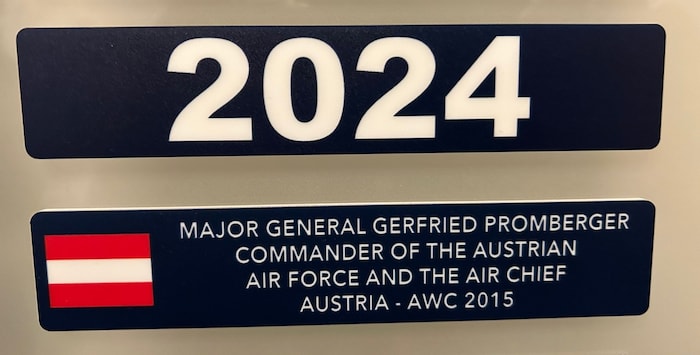 2024
MAJOR GENERAL GERFRIED PROMBERGER
COMMANDER OF THE AUSTRIAN
AIR FORCE AND THE AIR CHIEF
AUSTRIA - AWC 2015